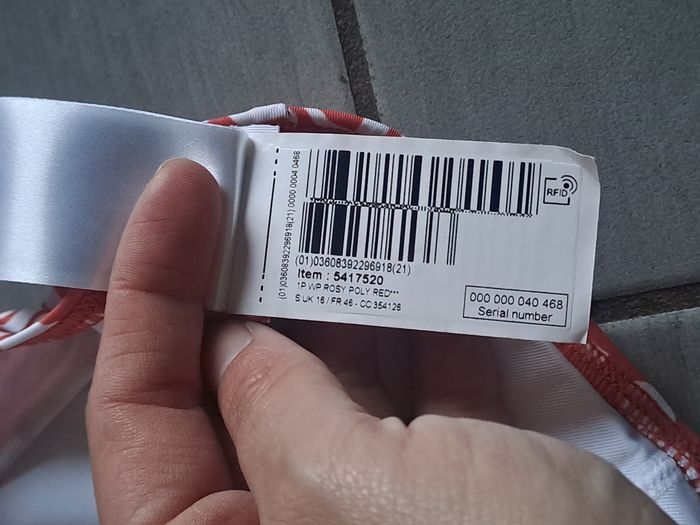 (01)03608392296918(21) 0000 0004 0468
RFID
(01)03608392296918(21)
Item : 5417520
1P WP ROSY POLY RED***
S UK 16 / FR 46 - CC 354126
000 000 040 468
Serial number